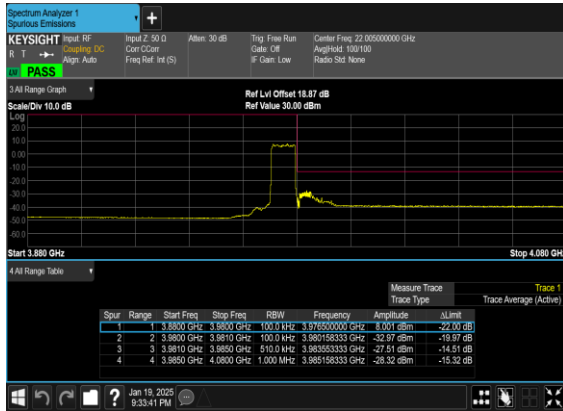 Spectrum Analyzer 1
Spurious Emissions
KEYSIGHT Input: RF Input Z: 50 Ω Atten: 30 dB Trig: Free Run Center Freq: 22.005000000 GHz
R T Coupling: DC Corr CCorr Gate: Off Avg|Hold: 100/100
Align: Auto Freq Ref: Int (S) IF Gain: Low Radio Std: None
PASS
3 All Range Graph
Ref Lvl Offset 18.87 dB
Scale/Div 10.0 dB Ref Value 30.00 dBm
Log
20.0
10.0
0.00
-10.0
-20.0
-30.0
-40.0
-50.0
-60.0
Start 3.880 GHz Stop 4.080 GH
4 All Range Table
Measure Trace Trace 1
Trace Type Trace Average (Active)
Spur Range Start Freq Stop Freq RBW Frequency Amplitude ΔLimit
1 1 3.8800 GHz 3.9800 GHz 100.0 kHz 3.976500000 GHz 8.001 dBm -22.00 dB
2 2 3.9800 GHz 3.9810 GHz 100.0 kHz 3.980158333 GHz -32.97 dBm -19.97 dB
3 3 3.9810 GHz 3.9850 GHz 510.0 kHz 3.983553333 GHz -27.51 dBm -14.51 dB
4 4 3.9850 GHz 4.0800 GHz 1.000 MHz 3.985158333 GHz -28.32 dBm -15.32 dB
Jan 19, 2025
9:33:41 PM